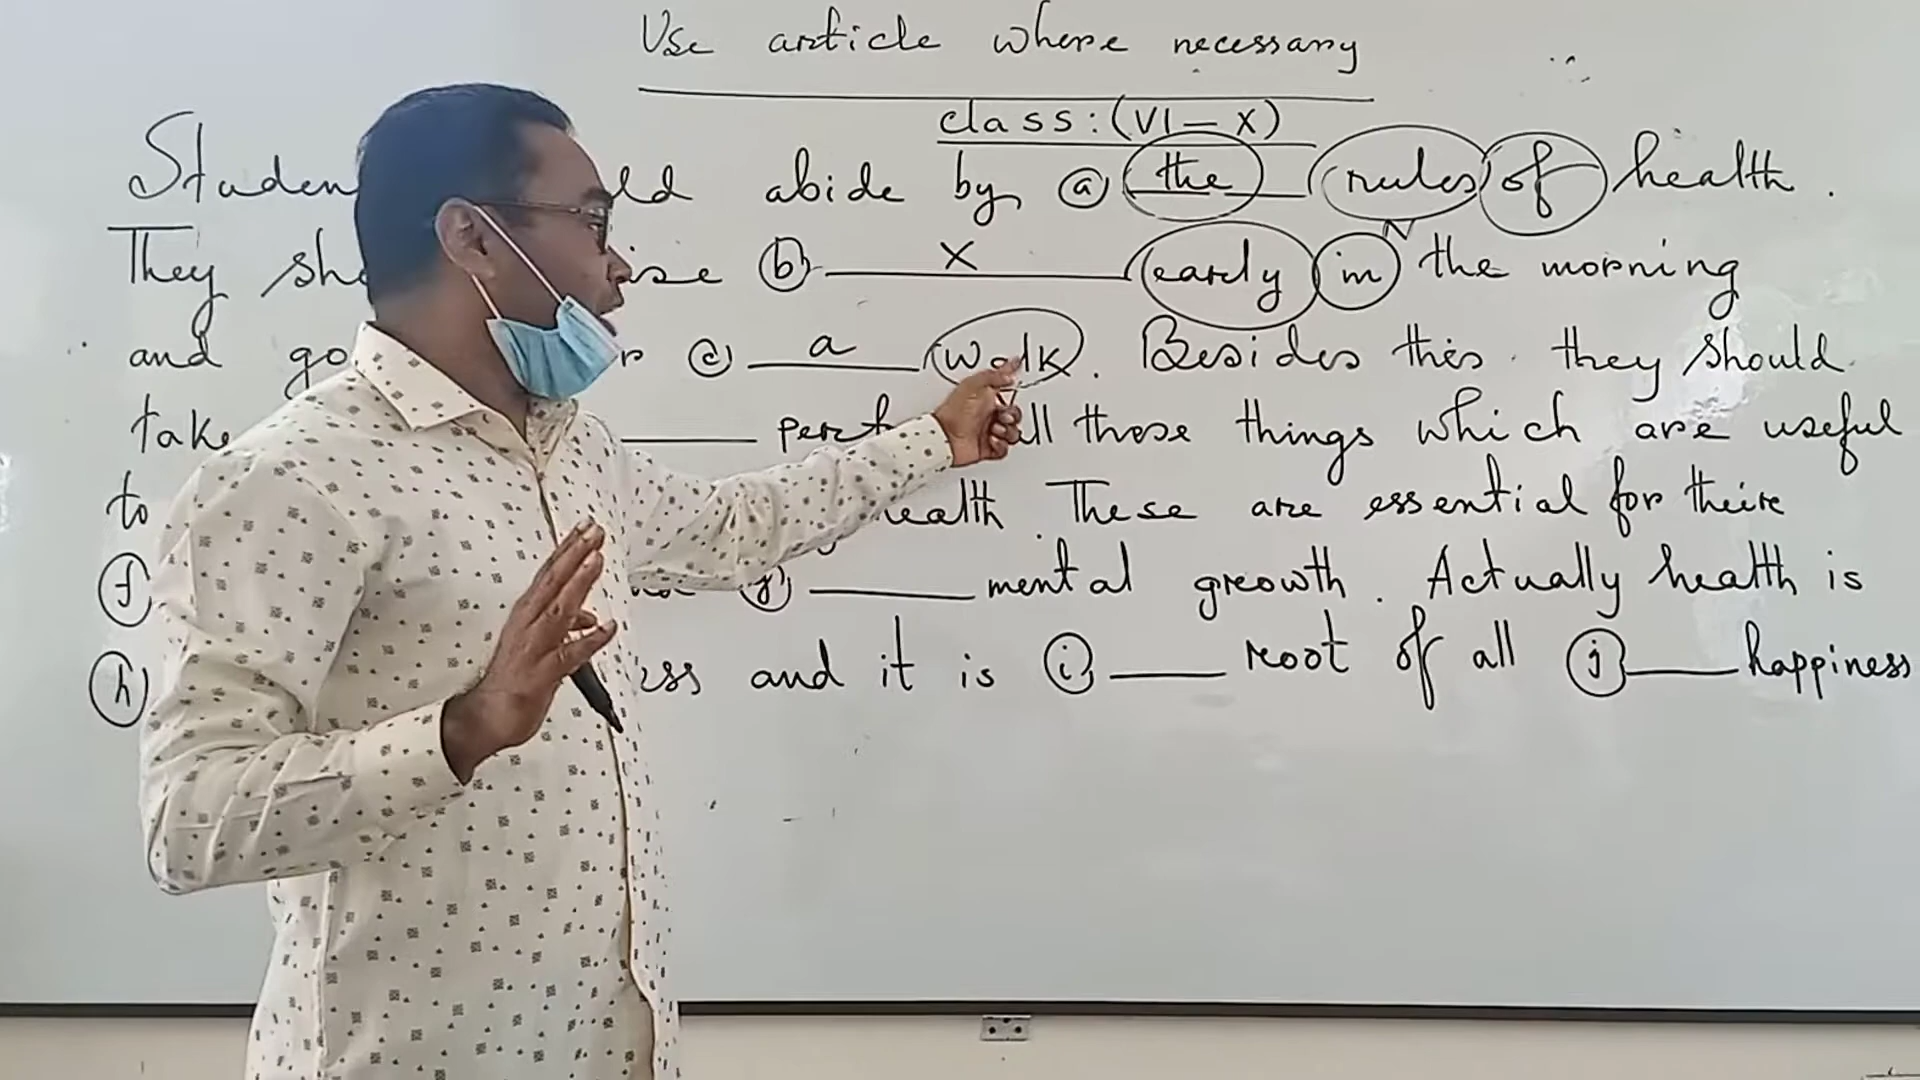 Use article where necessary
class: (VI - X)
abide by (a) the rules of health.
N
They (b) X early in the morning
and go (c) a walk. Besides this they should
take all those things which are useful
to health. These are essential for their
(f) (g) mental growth. Actually health is
(h) and it is (i) root of all (j) happiness